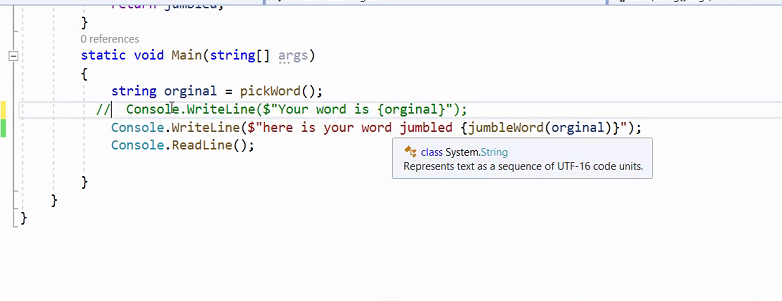 return jumbled;
}
0 references
static void Main(string[] args)
{
string orginal = pickWord();
// Console.WriteLine($"Your word is {orginal}");
Console.WriteLine($"here is your word jumbled {jumbleWord(orginal)}");
Console.ReadLine();
class System.String
Represents text as a sequence of UTF-16 code units.
}
}
}